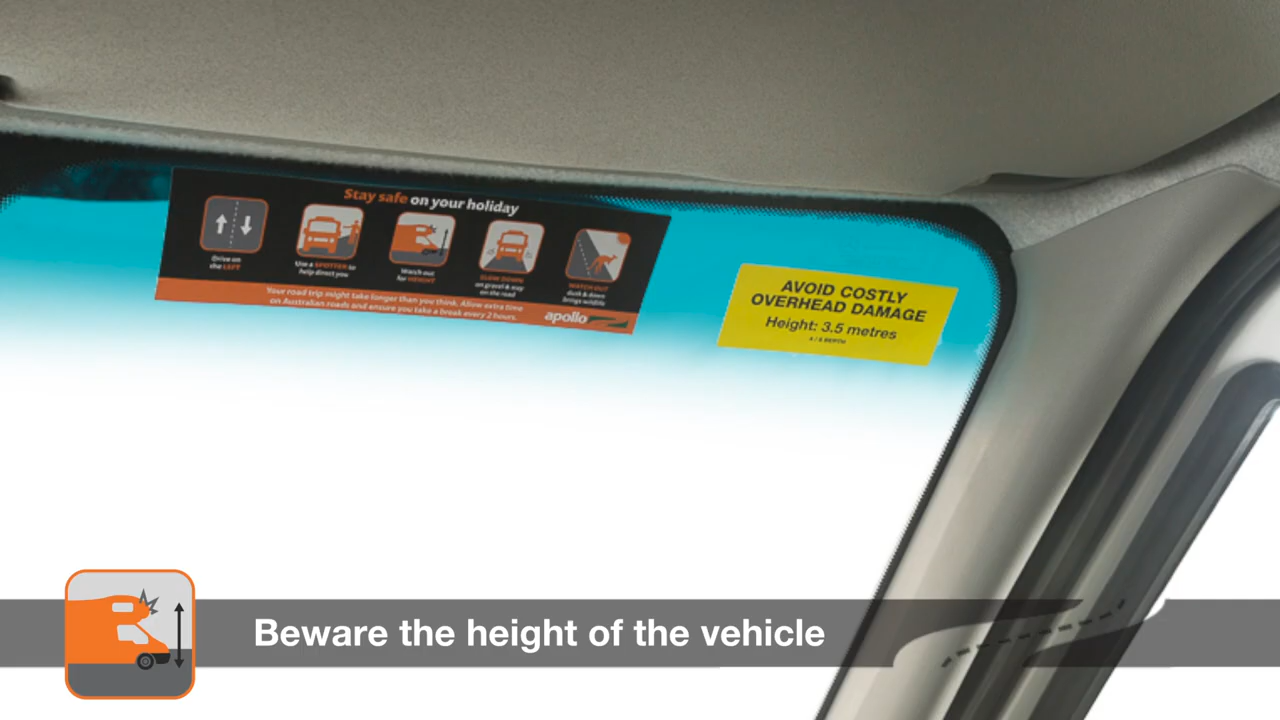 Stay safe on your holiday
Drive on
the LEFT
Use a SPOTTER to
help direct you
Watch out
for HEIGHT
SLOW DOWN
on gravel & way
on the road
WATCH OUT
dusk & dawn
brings wildlife
Your road trip might take longer than you think. Allow extra time
on Australian roads and ensure you take a break every 2 hours.
apollo
AVOID COSTLY
OVERHEAD DAMAGE
Height: 3.5 metres
Beware the height of the vehicle